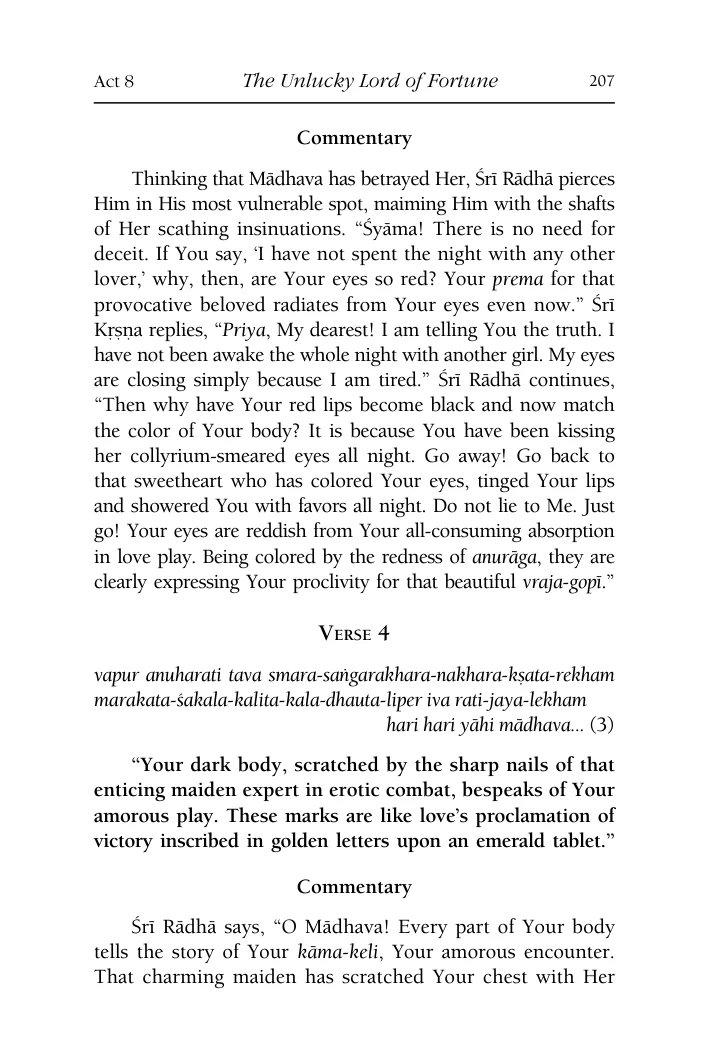 Act 8 The Unlucky Lord of Fortune 207
Commentary
Thinking that Mādhava has betrayed Her, Śrī Rādhā pierces
Him in His most vulnerable spot, maiming Him with the shafts
of Her scathing insinuations. “Śyāma! There is no need for
deceit. If You say, ‘I have not spent the night with any other
lover,’ why, then, are Your eyes so red? Your prema for that
provocative beloved radiates from Your eyes even now.” Śrī
Kṛṣṇa replies, “Priya, My dearest! I am telling You the truth. I
have not been awake the whole night with another girl. My eyes
are closing simply because I am tired.” Śrī Rādhā continues,
“Then why have Your red lips become black and now match
the color of Your body? It is because You have been kissing
her collyrium-smeared eyes all night. Go away! Go back to
that sweetheart who has colored Your eyes, tinged Your lips
and showered You with favors all night. Do not lie to Me. Just
go! Your eyes are reddish from Your all-consuming absorption
in love play. Being colored by the redness of anurāga, they are
clearly expressing Your proclivity for that beautiful vraja-gopī.”
Verse 4
vapur anuharati tava smara-saṅgarakhara-nakhara-kṣata-rekham
marakata-śakala-kalita-kala-dhauta-liper iva rati-jaya-lekham
hari hari yāhi mādhava... (3)
“Your dark body, scratched by the sharp nails of that
enticing maiden expert in erotic combat, bespeaks of Your
amorous play. These marks are like love’s proclamation of
victory inscribed in golden letters upon an emerald tablet.”
Commentary
Śrī Rādhā says, “O Mādhava! Every part of Your body
tells the story of Your kāma-keli, Your amorous encounter.
That charming maiden has scratched Your chest with Her